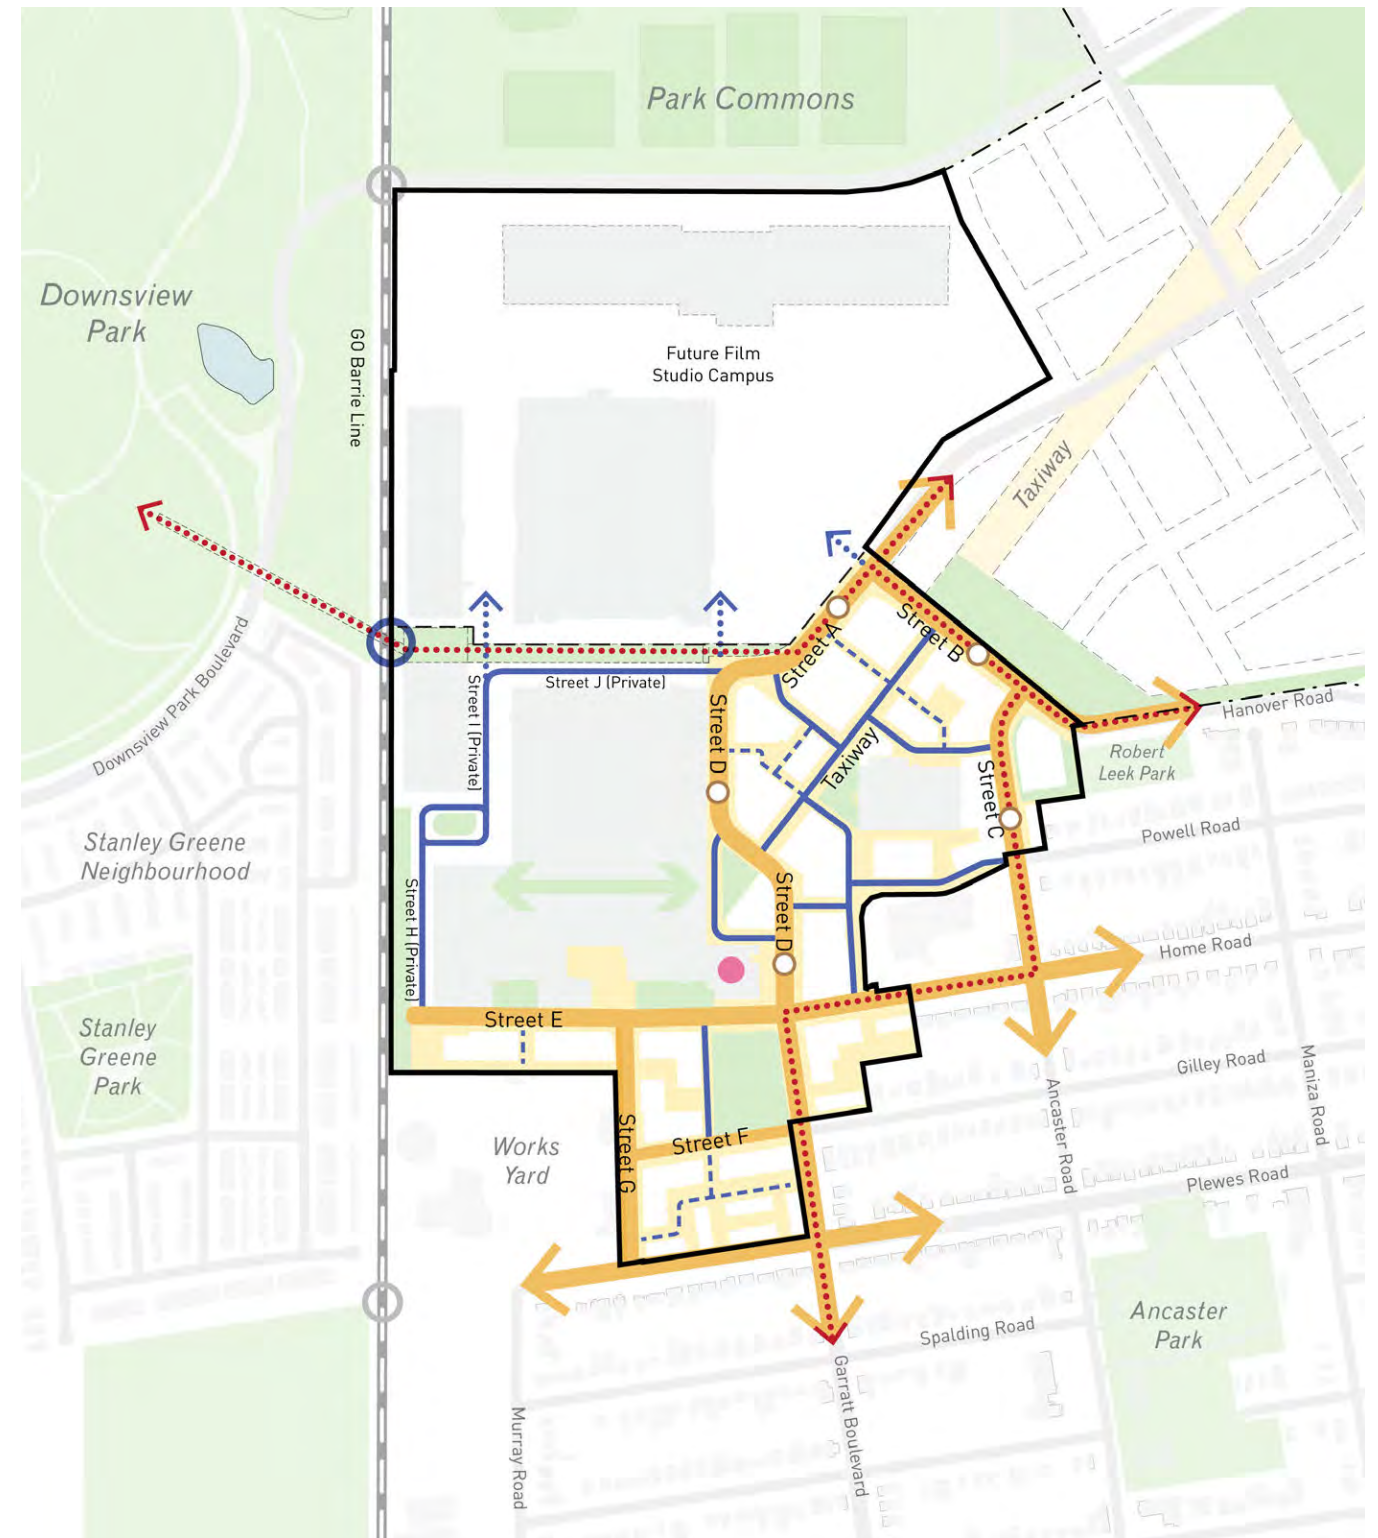 Park Commons
Downsview
Park
GO Barrie Line
Future Film
Studio Campus
Taxiway
Street A
Street B
Hanover Road
Street J (Private)
Street I (Private)
Street D
Taxiway
Street C
Robert
Leek Park
Downsview Park Boulevard
Powell Road
Stanley Greene
Neighbourhood
Street H (Private)
Street D
Home Road
Street E
Stanley
Greene
Park
Gilley Road
Maniza Road
Ancaster Road
Works
Yard
Street G
Street F
Plewes Road
Ancaster
Park
Spalding Road
Garratt Boulevard
Murray Road